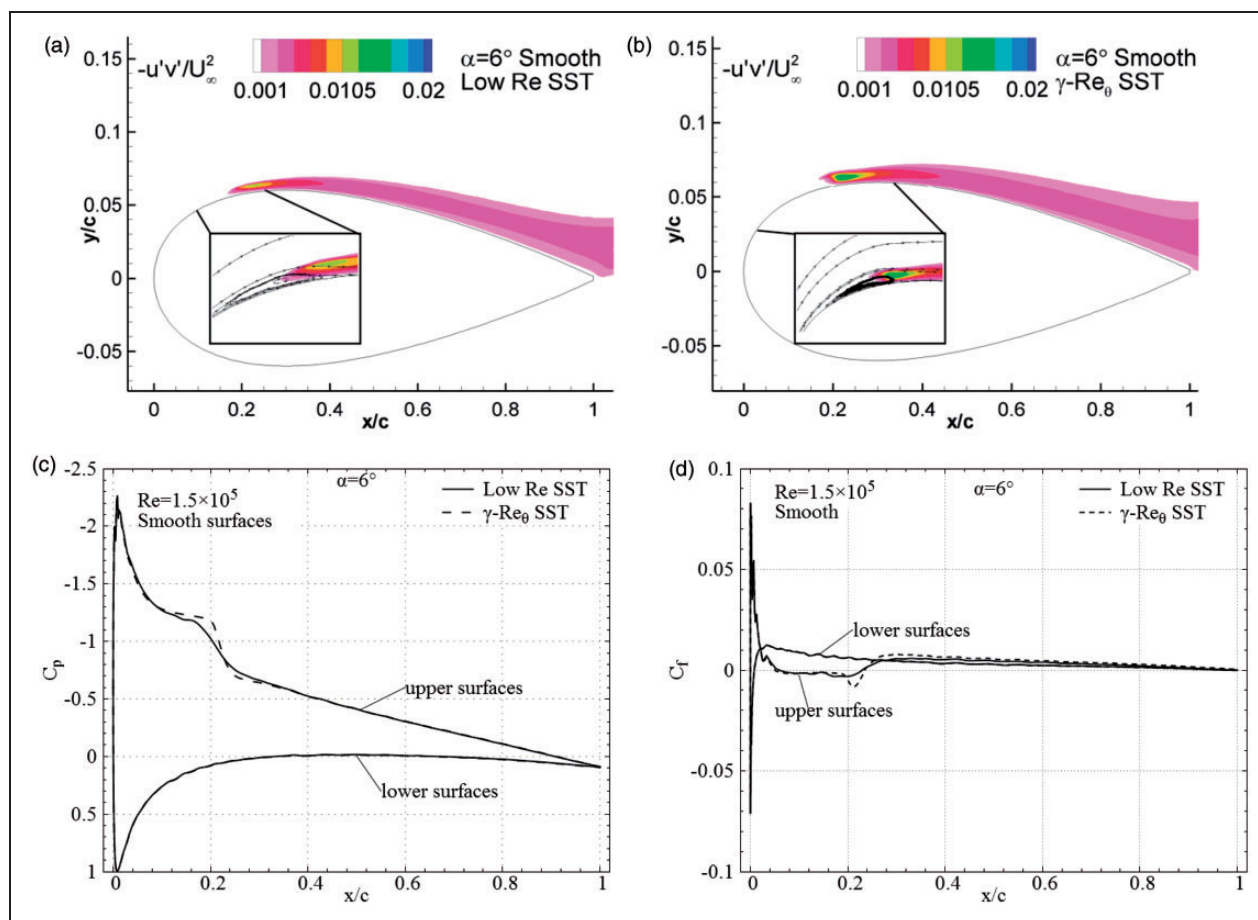 (a)
-u'v'/U²∞
0.001 0.0105 0.02
α=6° Smooth
Low Re SST
y/c
0.15
0.1
0.05
0
-0.05
0 0.2 0.4 0.6 0.8 1
x/c
(b)
-u'v'/U²∞
0.001 0.0105 0.02
α=6° Smooth
γ-Reθ SST
y/c
0.15
0.1
0.05
0
-0.05
0 0.2 0.4 0.6 0.8 1
x/c
(c)
Re=1.5×10⁵
Smooth surfaces
α=6°
Low Re SST
γ-Reθ SST
-2.5
-2
-1.5
-1
-0.5
0
0.5
1
Cp
upper surfaces
lower surfaces
0 0.2 0.4 0.6 0.8 1
x/c
(d)
Re=1.5×10⁵
Smooth
α=6°
Low Re SST
γ-Reθ SST
0.1
0.05
0
-0.05
-0.1
Cf
lower surfaces
upper surfaces
0 0.2 0.4 0.6 0.8 1
x/c